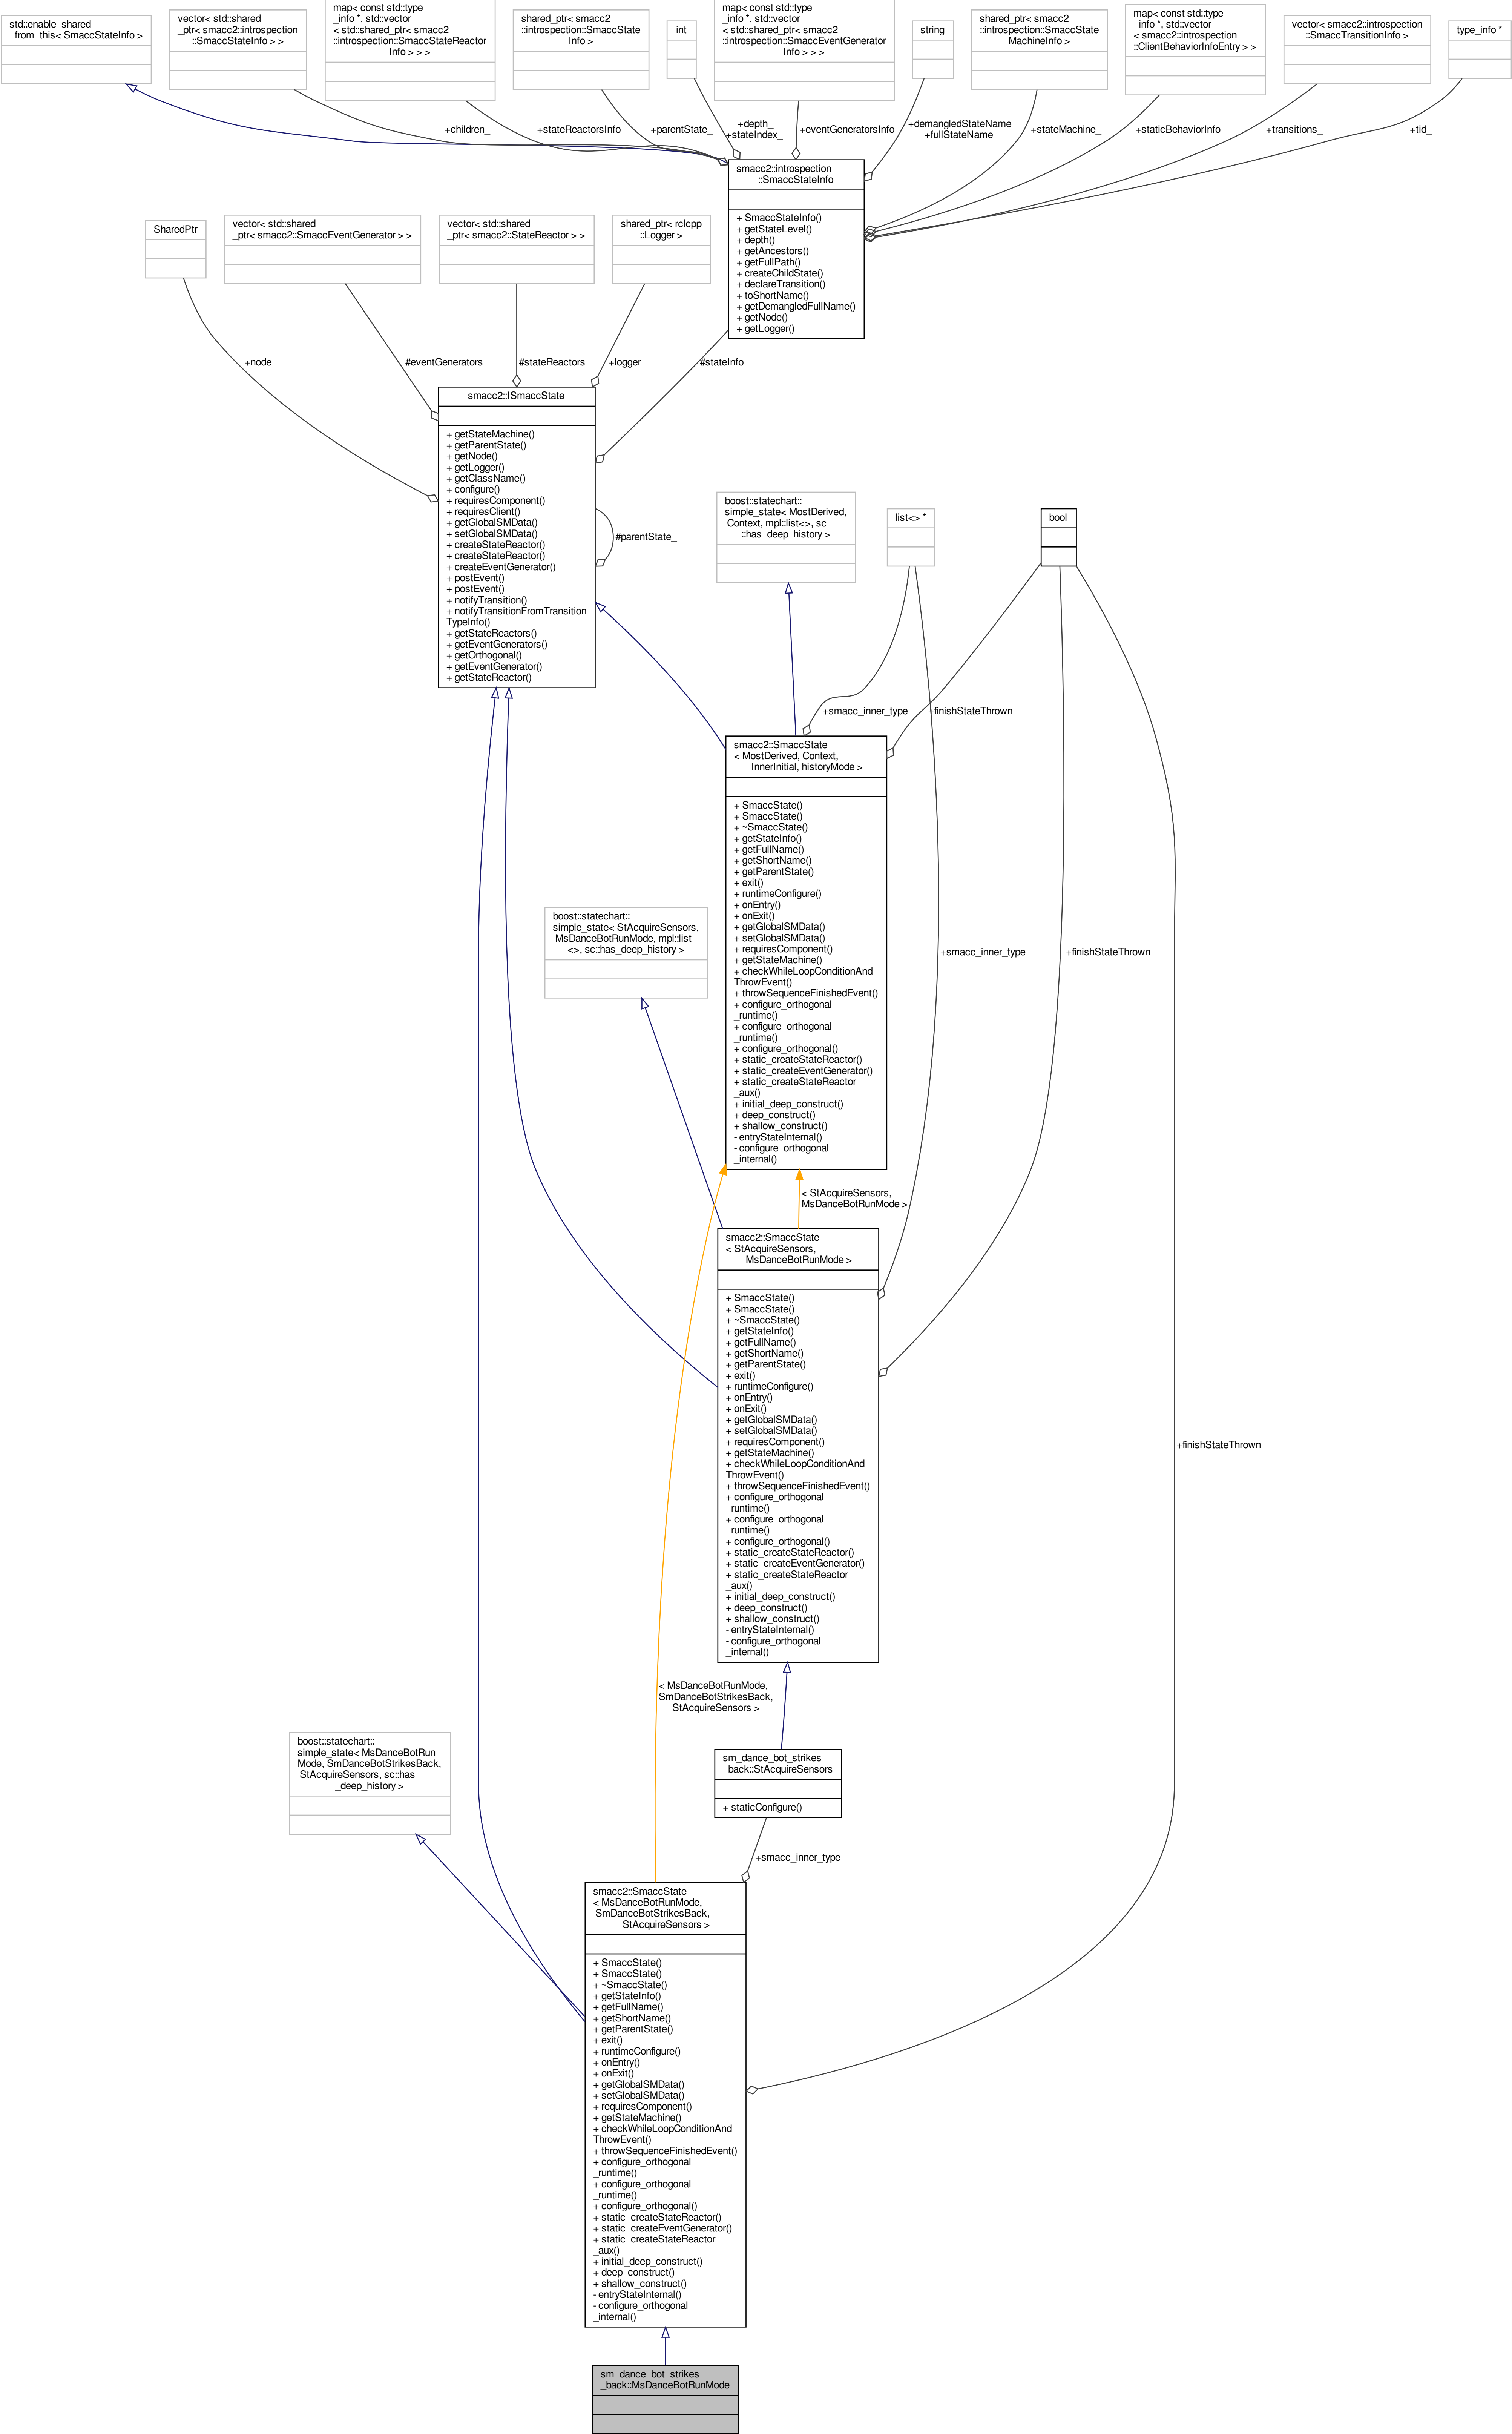 std::enable_shared
_from_this< SmaccStateInfo >
vector< std::shared
_ptr< smacc2::introspection
::SmaccStateInfo > >
map< const std::type
_info *, std::vector
< std::shared_ptr< smacc2
::introspection::SmaccStateReactor
Info > > >
shared_ptr< smacc2
::introspection::SmaccState
Info >
int
map< const std::type
_info *, std::vector
< std::shared_ptr< smacc2
::introspection::SmaccEventGenerator
Info > > >
string
shared_ptr< smacc2
::introspection::SmaccState
MachineInfo >
map< const std::type
_info *, std::vector
< smacc2::introspection
::ClientBehaviorInfoEntry > >
vector< smacc2::introspection
::SmaccTransitionInfo >
type_info *
+children_
+stateReactorsInfo
+parentState_
+depth_
+stateIndex_
+eventGeneratorsInfo
+demangledStateName
+fullStateName
+stateMachine_
+staticBehaviorInfo
+transitions_
+tid_
smacc2::introspection
::SmaccStateInfo
+ SmaccStateInfo()
+ getStateLevel()
+ depth()
+ getAncestors()
+ getFullPath()
+ createChildState()
+ declareTransition()
+ toShortName()
+ getDemangledFullName()
+ getNode()
+ getLogger()
SharedPtr
vector< std::shared
_ptr< smacc2::SmaccEventGenerator > >
vector< std::shared
_ptr< smacc2::StateReactor > >
shared_ptr< rclcpp
::Logger >
+node_
#eventGenerators_
#stateReactors_
+logger_
#stateInfo_
smacc2::ISmaccState
+ getStateMachine()
+ getParentState()
+ getNode()
+ getLogger()
+ getClassName()
+ configure()
+ requiresComponent()
+ requiresClient()
+ getGlobalSMData()
+ setGlobalSMData()
+ createStateReactor()
+ createStateReactor()
+ createEventGenerator()
+ postEvent()
+ postEvent()
+ notifyTransition()
+ notifyTransitionFromTransition
TypeInfo()
+ getStateReactors()
+ getEventGenerators()
+ getOrthogonal()
+ getEventGenerator()
+ getStateReactor()
#parentState_
boost::statechart::
simple_state< MostDerived,
Context, mpl::list<>, sc
::has_deep_history >
list<> *
bool
+smacc_inner_type
+finishStateThrown
smacc2::SmaccState
< MostDerived, Context,
InnerInitial, historyMode >
+ SmaccState()
+ SmaccState()
+ ~SmaccState()
+ getStateInfo()
+ getFullName()
+ getShortName()
+ getParentState()
+ exit()
+ runtimeConfigure()
+ onEntry()
+ onExit()
+ getGlobalSMData()
+ setGlobalSMData()
+ requiresComponent()
+ getStateMachine()
+ checkWhileLoopConditionAnd
ThrowEvent()
+ throwSequenceFinishedEvent()
+ configure_orthogonal
_runtime()
+ configure_orthogonal
_runtime()
+ configure_orthogonal()
+ static_createStateReactor()
+ static_createEventGenerator()
+ static_createStateReactor
_aux()
+ initial_deep_construct()
+ deep_construct()
+ shallow_construct()
- entryStateInternal()
- configure_orthogonal
_internal()
boost::statechart::
simple_state< StAcquireSensors,
MsDanceBotRunMode, mpl::list
<>, sc::has_deep_history >
+smacc_inner_type
+finishStateThrown
< StAcquireSensors,
MsDanceBotRunMode >
smacc2::SmaccState
< StAcquireSensors,
MsDanceBotRunMode >
+ SmaccState()
+ SmaccState()
+ ~SmaccState()
+ getStateInfo()
+ getFullName()
+ getShortName()
+ getParentState()
+ exit()
+ runtimeConfigure()
+ onEntry()
+ onExit()
+ getGlobalSMData()
+ setGlobalSMData()
+ requiresComponent()
+ getStateMachine()
+ checkWhileLoopConditionAnd
ThrowEvent()
+ throwSequenceFinishedEvent()
+ configure_orthogonal
_runtime()
+ configure_orthogonal
_runtime()
+ configure_orthogonal()
+ static_createStateReactor()
+ static_createEventGenerator()
+ static_createStateReactor
_aux()
+ initial_deep_construct()
+ deep_construct()
+ shallow_construct()
- entryStateInternal()
- configure_orthogonal
_internal()
+finishStateThrown
< MsDanceBotRunMode,
SmDanceBotStrikesBack,
StAcquireSensors >
boost::statechart::
simple_state< MsDanceBotRun
Mode, SmDanceBotStrikesBack,
StAcquireSensors, sc::has
_deep_history >
sm_dance_bot_strikes
_back::StAcquireSensors
+ staticConfigure()
+smacc_inner_type
smacc2::SmaccState
< MsDanceBotRunMode,
SmDanceBotStrikesBack,
StAcquireSensors >
+ SmaccState()
+ SmaccState()
+ ~SmaccState()
+ getStateInfo()
+ getFullName()
+ getShortName()
+ getParentState()
+ exit()
+ runtimeConfigure()
+ onEntry()
+ onExit()
+ getGlobalSMData()
+ setGlobalSMData()
+ requiresComponent()
+ getStateMachine()
+ checkWhileLoopConditionAnd
ThrowEvent()
+ throwSequenceFinishedEvent()
+ configure_orthogonal
_runtime()
+ configure_orthogonal
_runtime()
+ configure_orthogonal()
+ static_createStateReactor()
+ static_createEventGenerator()
+ static_createStateReactor
_aux()
+ initial_deep_construct()
+ deep_construct()
+ shallow_construct()
- entryStateInternal()
- configure_orthogonal
_internal()
sm_dance_bot_strikes
_back::MsDanceBotRunMode